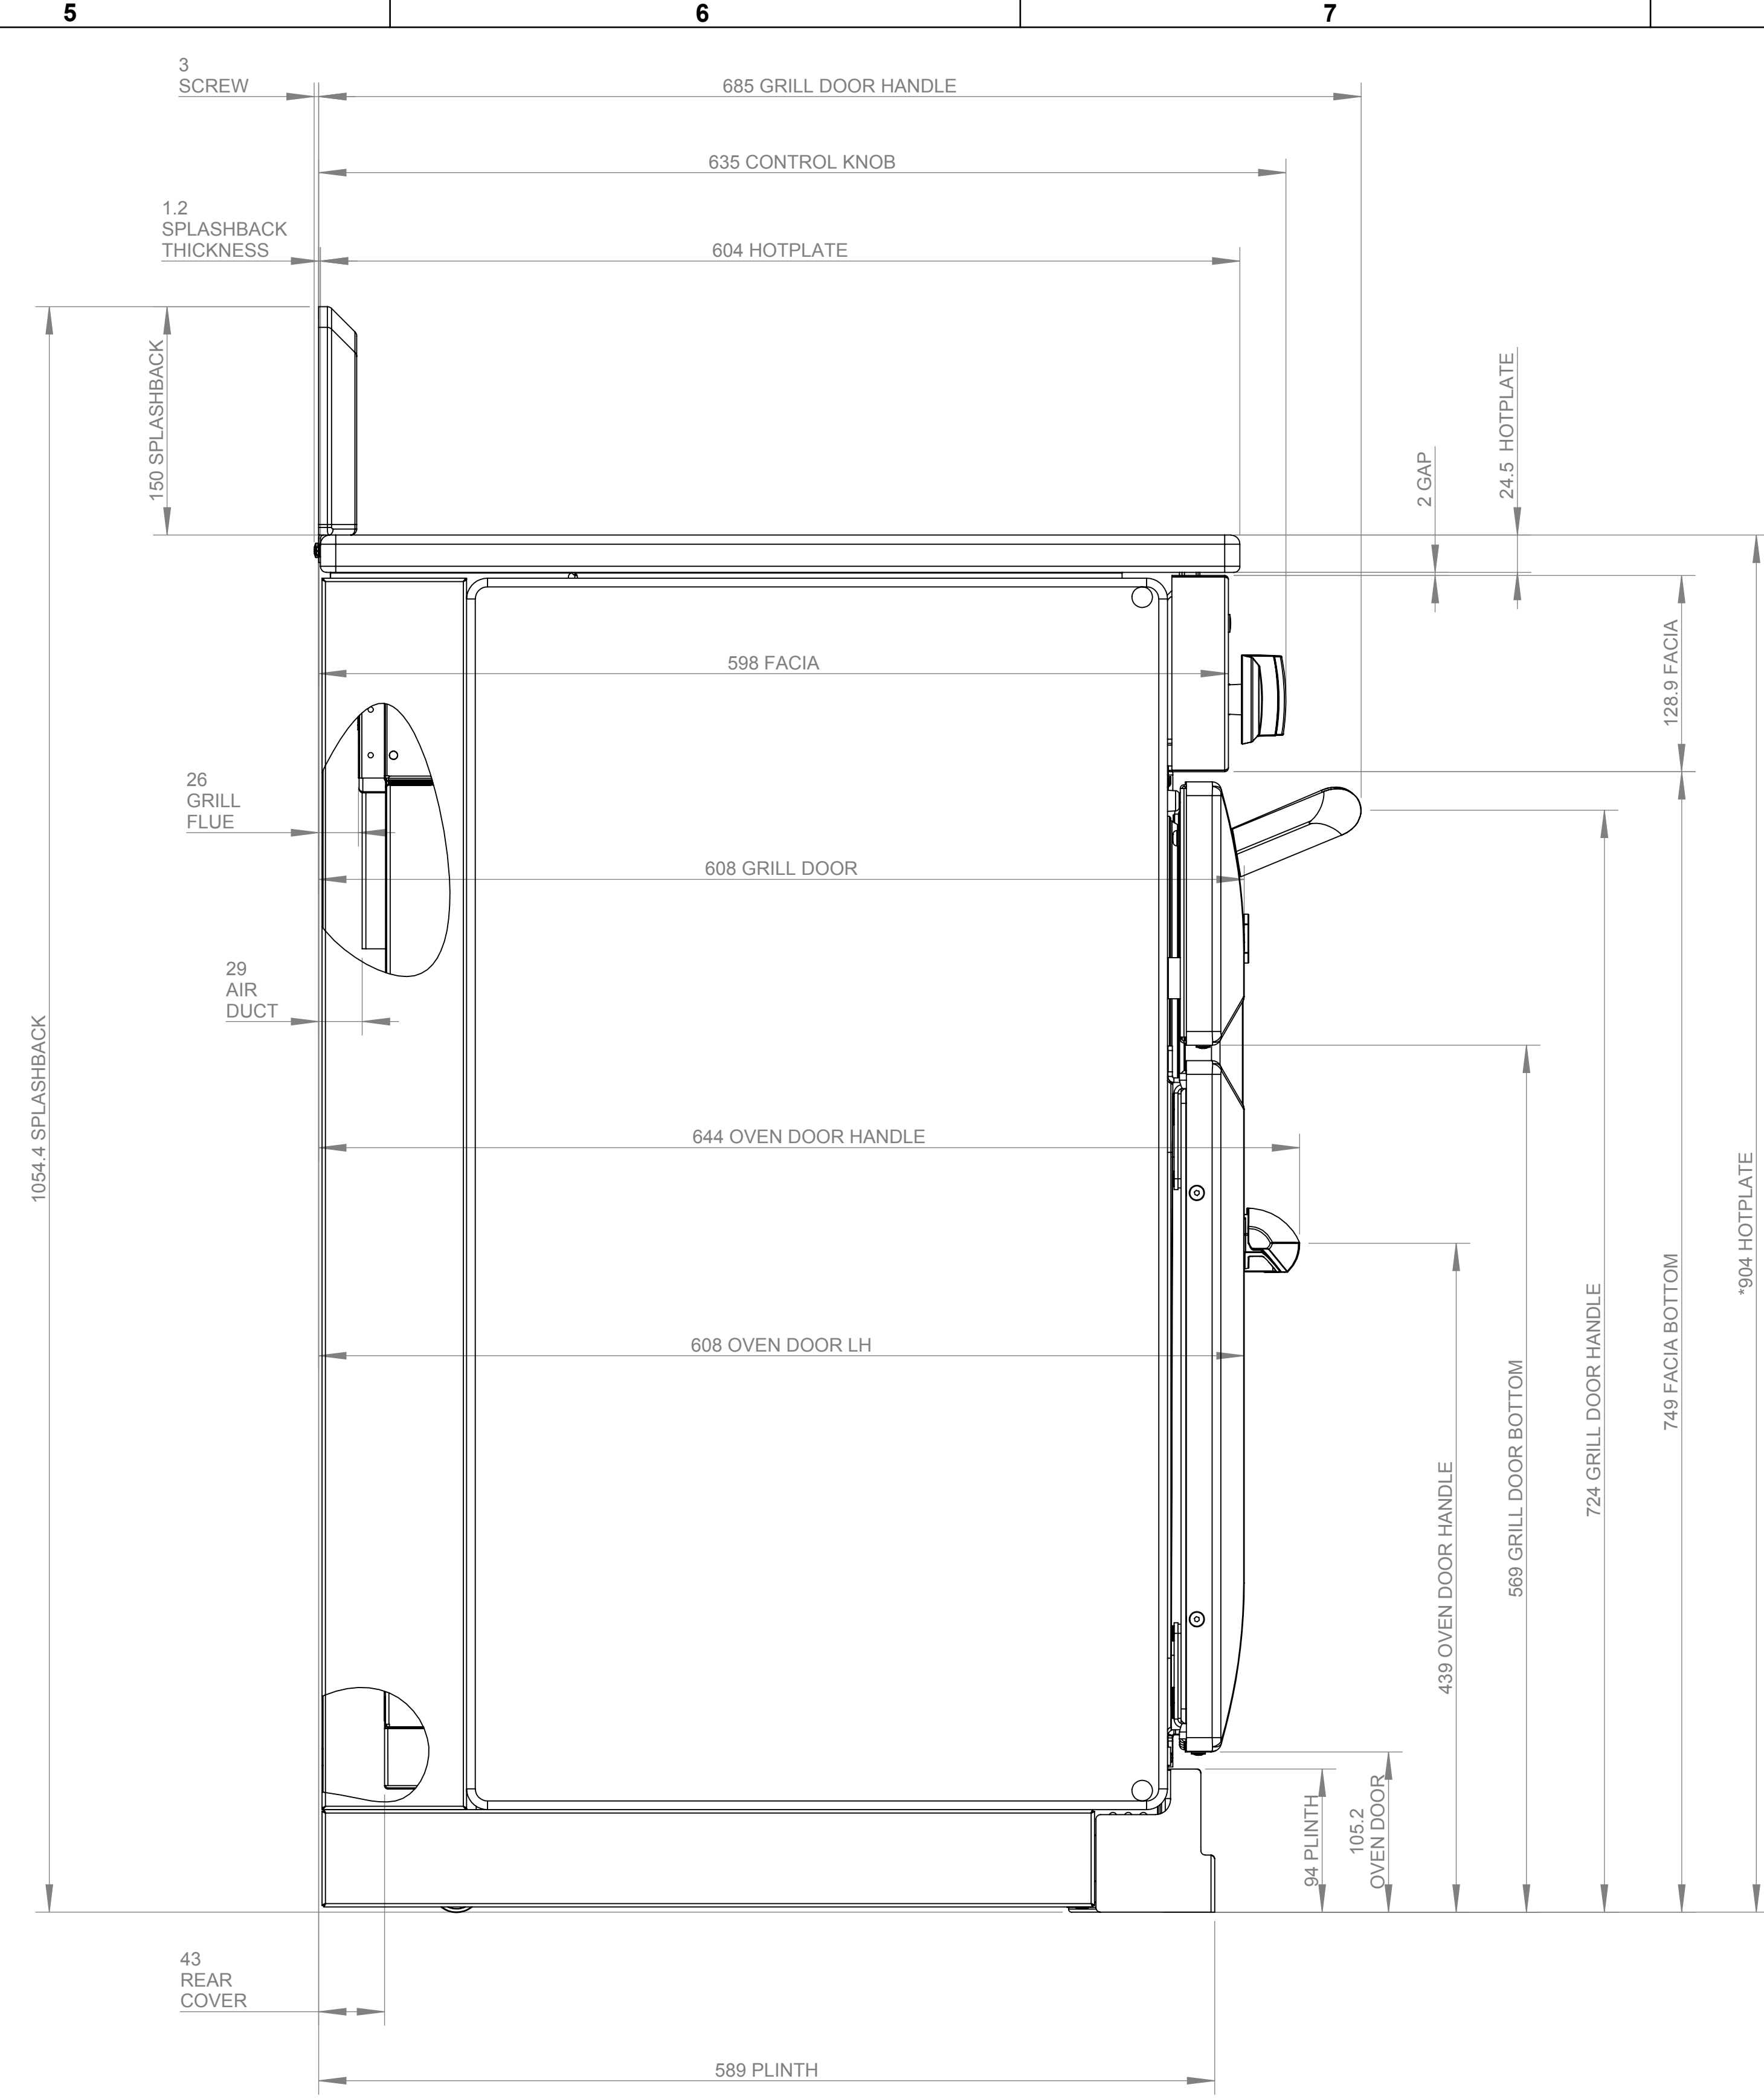 5
6
7
3
SCREW
685 GRILL DOOR HANDLE
635 CONTROL KNOB
1.2
SPLASHBACK
THICKNESS
604 HOTPLATE
150 SPLASHBACK
24.5 HOTPLATE
2 GAP
598 FACIA
128.9 FACIA
26
GRILL
FLUE
608 GRILL DOOR
29
AIR
DUCT
1054.4 SPLASHBACK
644 OVEN DOOR HANDLE
*904 HOTPLATE
749 FACIA BOTTOM
724 GRILL DOOR HANDLE
608 OVEN DOOR LH
569 GRILL DOOR BOTTOM
439 OVEN DOOR HANDLE
94 PLINTH
105.2
OVEN DOOR
43
REAR
COVER
589 PLINTH